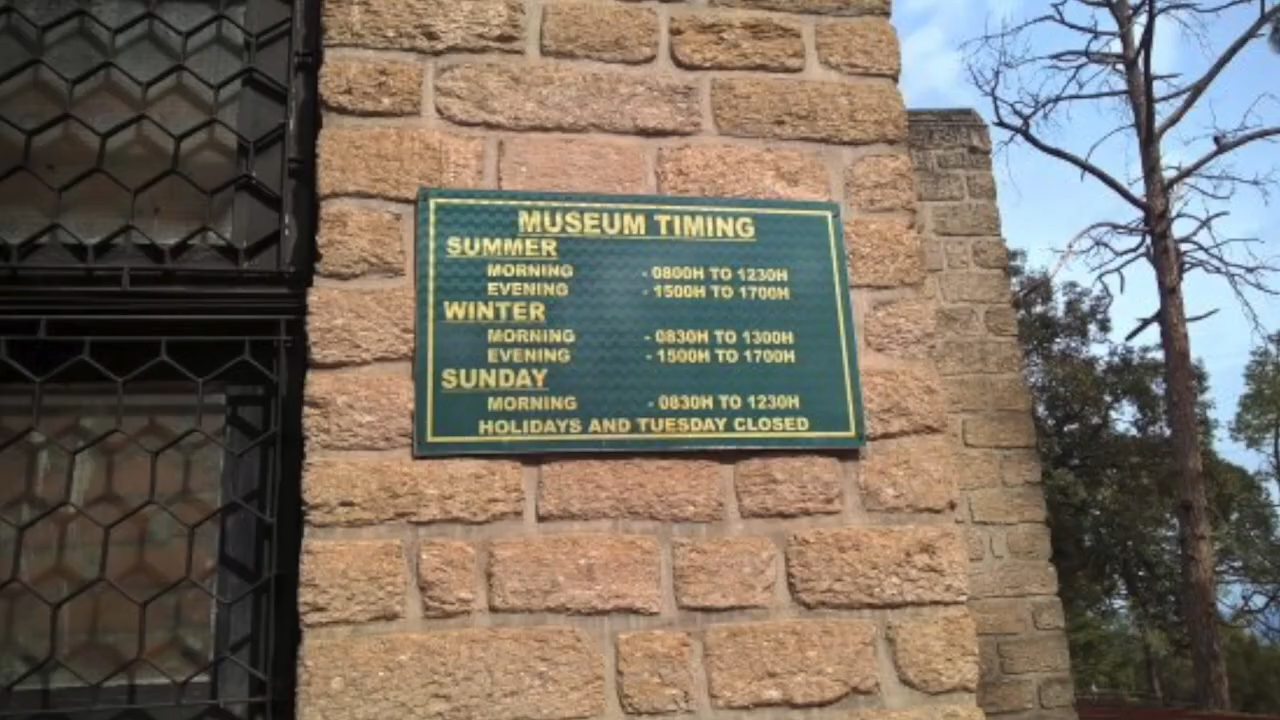 MUSEUM TIMING
SUMMER
MORNING - 0800H TO 1230H
EVENING - 1500H TO 1700H
WINTER
MORNING - 0830H TO 1300H
EVENING - 1500H TO 1700H
SUNDAY
MORNING - 0830H TO 1230H
HOLIDAYS AND TUESDAY CLOSED